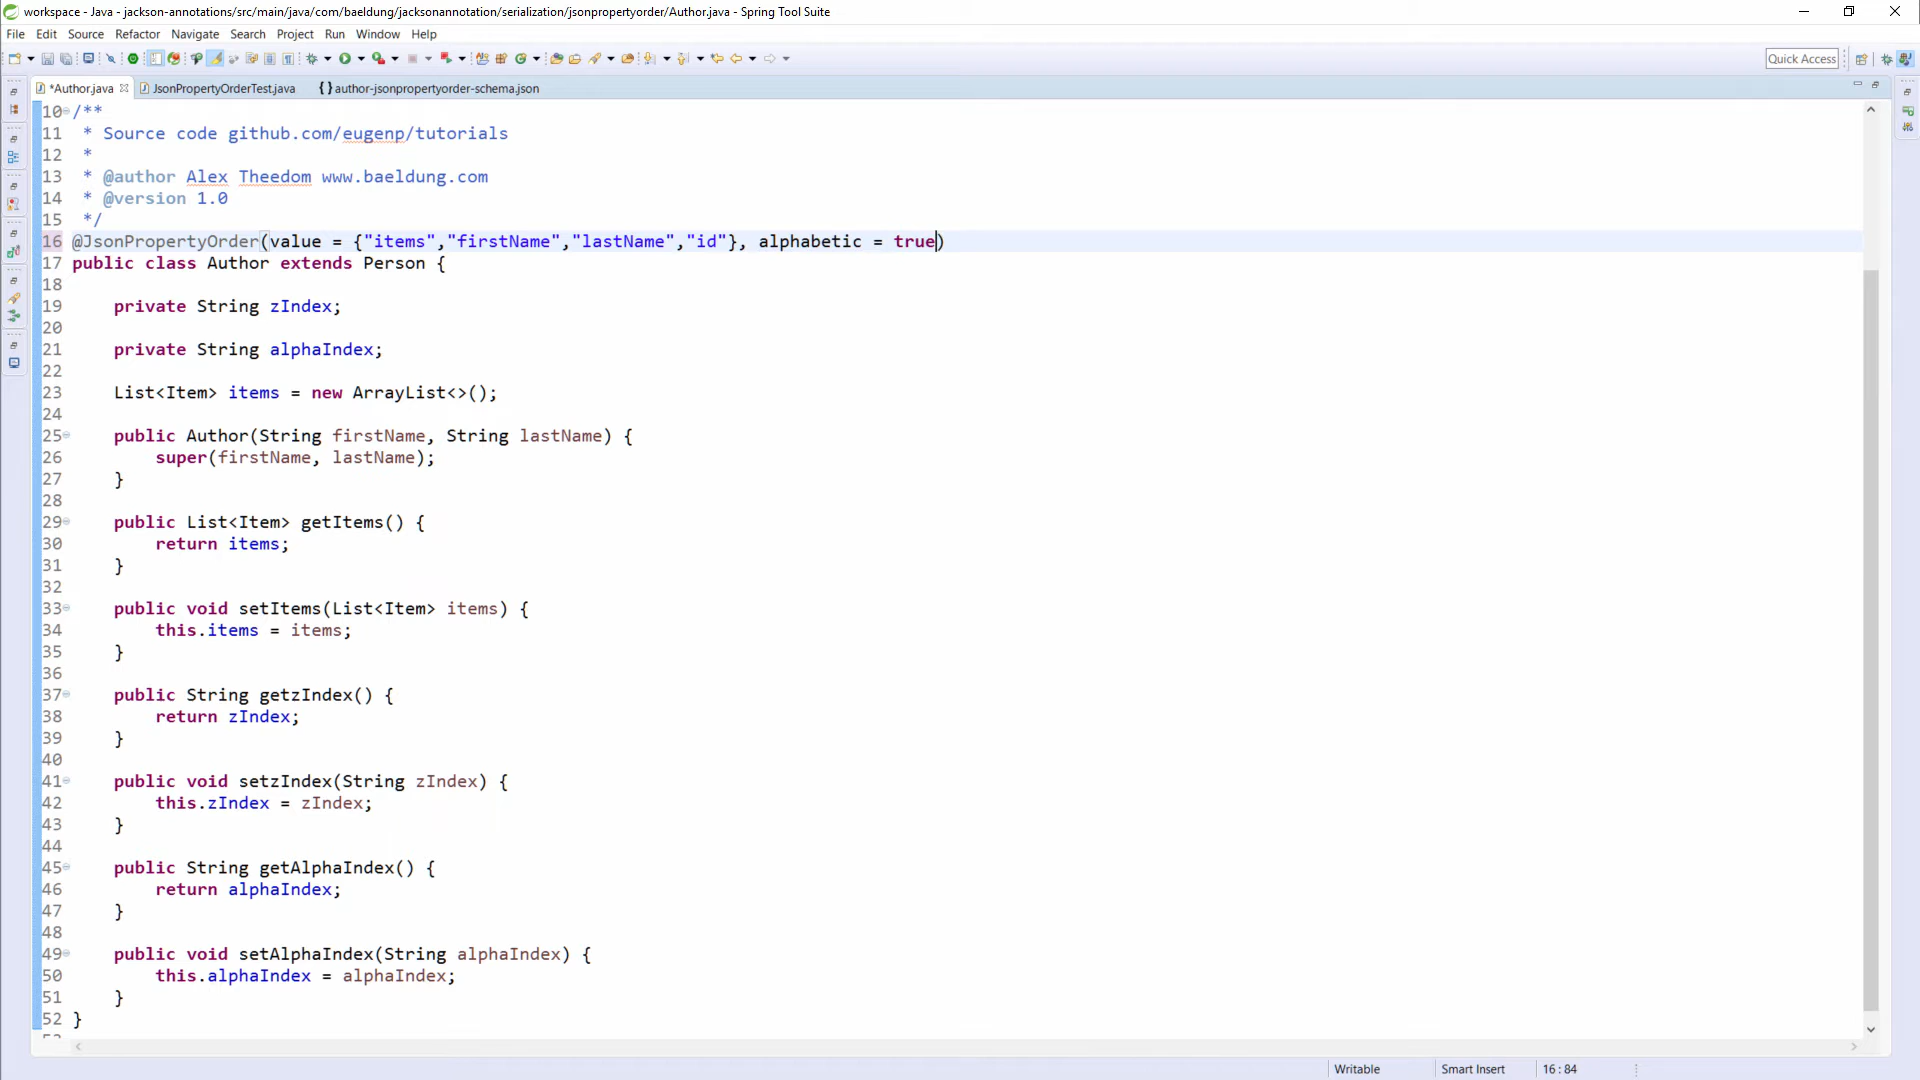 workspace - Java - jackson-annotations/src/main/java/com/baeldung/jacksonannotation/serialization/jsonpropertyorder/Author.java - Spring Tool Suite
File Edit Source Refactor Navigate Search Project Run Window Help
Quick Access
*Author.java JsonPropertyOrderTest.java { } author-jsonpropertyorder-schema.json
10 /**
11  * Source code github.com/eugenp/tutorials
12  *
13  * @author Alex Theedom www.baeldung.com
14  * @version 1.0
15  */
16 @JsonPropertyOrder(value = {"items","firstName","lastName","id"}, alphabetic = true)
17 public class Author extends Person {
18
19     private String zIndex;
20
21     private String alphaIndex;
22
23     List<Item> items = new ArrayList<>();
24
25     public Author(String firstName, String lastName) {
26         super(firstName, lastName);
27     }
28
29     public List<Item> getItems() {
30         return items;
31     }
32
33     public void setItems(List<Item> items) {
34         this.items = items;
35     }
36
37     public String getzIndex() {
38         return zIndex;
39     }
40
41     public void setzIndex(String zIndex) {
42         this.zIndex = zIndex;
43     }
44
45     public String getAlphaIndex() {
46         return alphaIndex;
47     }
48
49     public void setAlphaIndex(String alphaIndex) {
50         this.alphaIndex = alphaIndex;
51     }
52 }
Writable Smart Insert 16 : 84